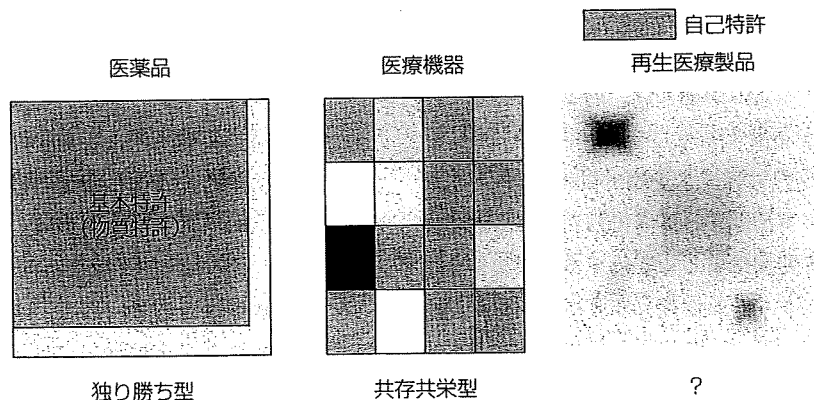 自己特許
医薬品
医療機器
再生医療製品
基本特許
(物質特許)
独り勝ち型
共存共栄型
?